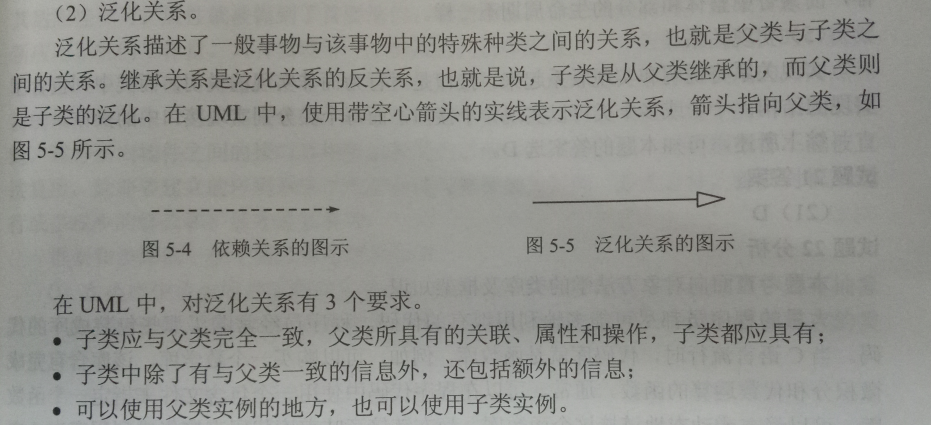 （2）泛化关系。
泛化关系描述了一般事物与该事物中的特殊种类之间的关系，也就是父类与子类之
间的关系。继承关系是泛化关系的反关系，也就是说，子类是从父类继承的，而父类则
是子类的泛化。在 UML 中，使用带空心箭头的实线表示泛化关系，箭头指向父类，如
图 5-5 所示。
图 5-4 依赖关系的图示
图 5-5 泛化关系的图示
在 UML 中，对泛化关系有 3 个要求。
• 子类应与父类完全一致，父类所具有的关联、属性和操作，子类都应具有；
• 子类中除了有与父类一致的信息外，还包括额外的信息；
• 可以使用父类实例的地方，也可以使用子类实例。